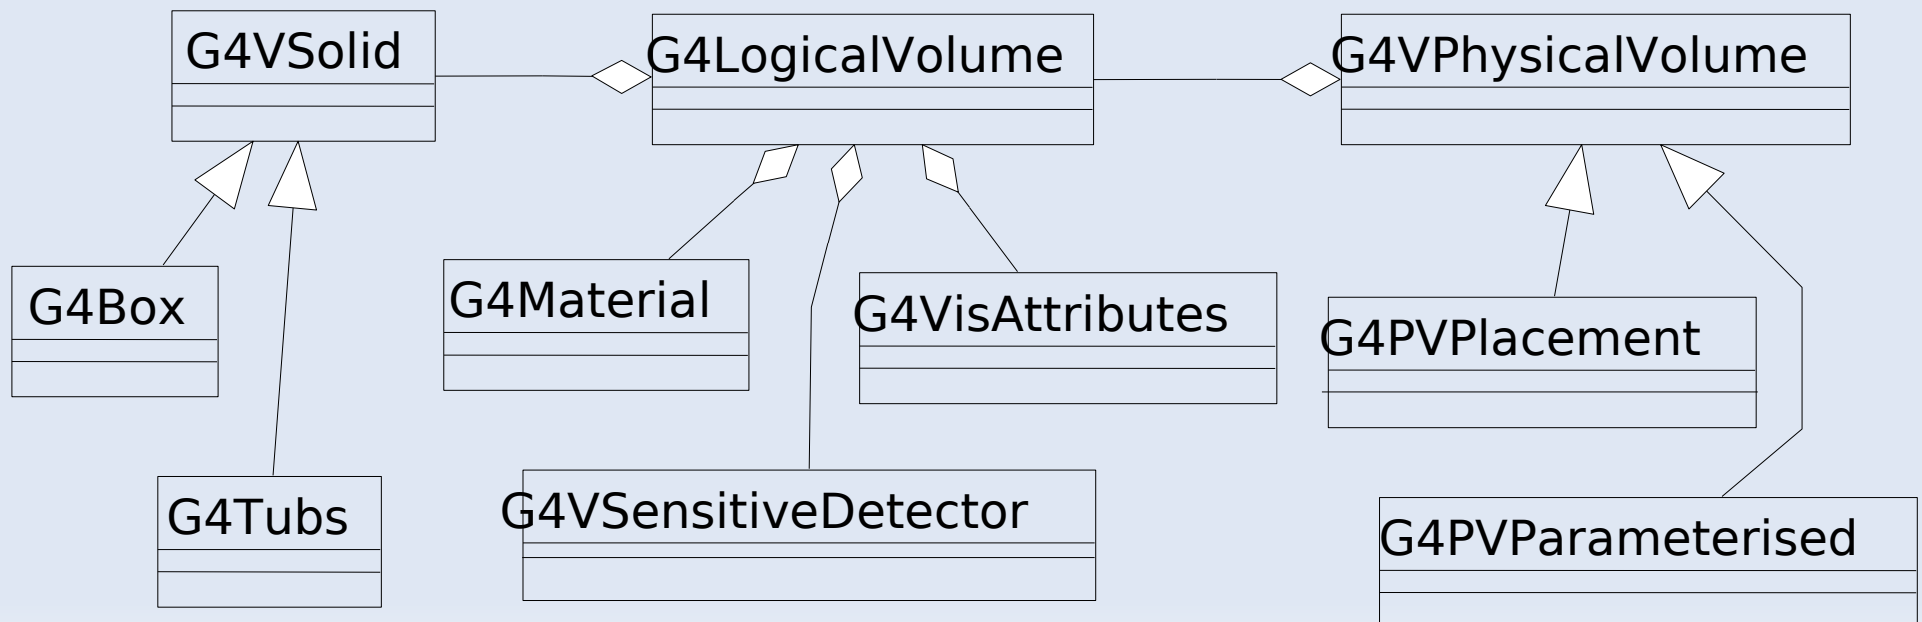 G4VSolid
G4LogicalVolume
G4VPhysicalVolume
G4Box
G4Material
G4VisAttributes
G4PVPlacement
G4Tubs
G4VSensitiveDetector
G4PVParameterised